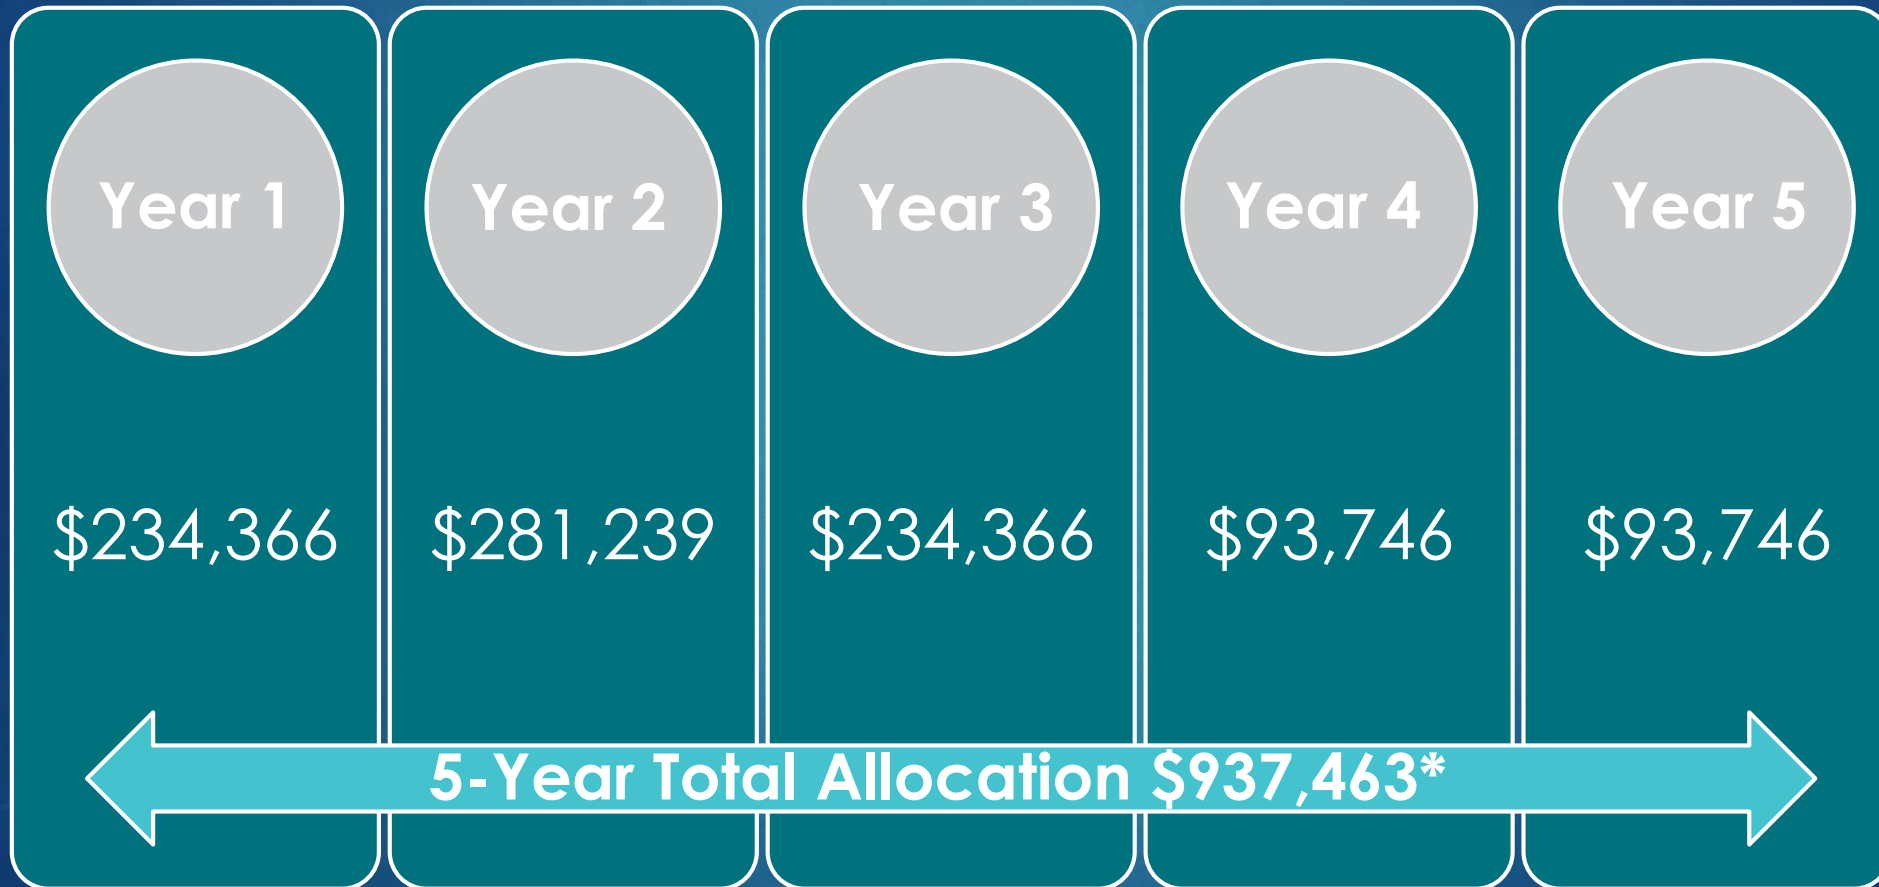 Year 1
Year 2
Year 3
Year 4
Year 5
$234,366
$281,239
$234,366
$93,746
$93,746
5-Year Total Allocation $937,463*